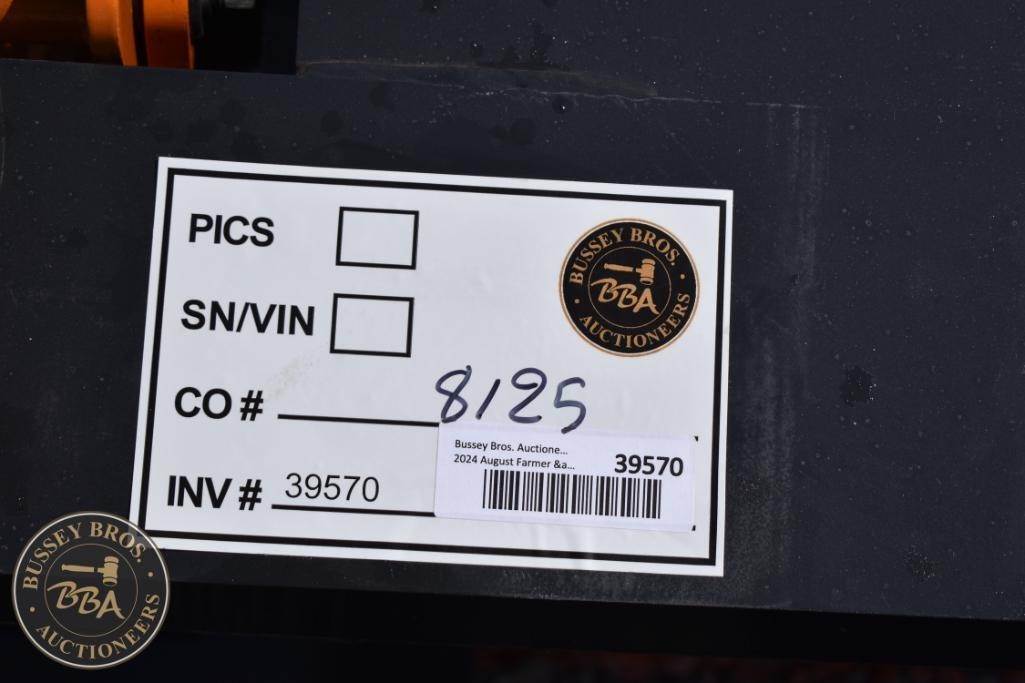 PICS
BUSSEY BROS.
BBA
AUCTIONEERS
SN/VIN
CO # 8125
Bussey Bros. Auctione...
2024 August Farmer &a...
39570
INV # 39570
BUSSEY BROS.
BBA
AUCTIONEERS